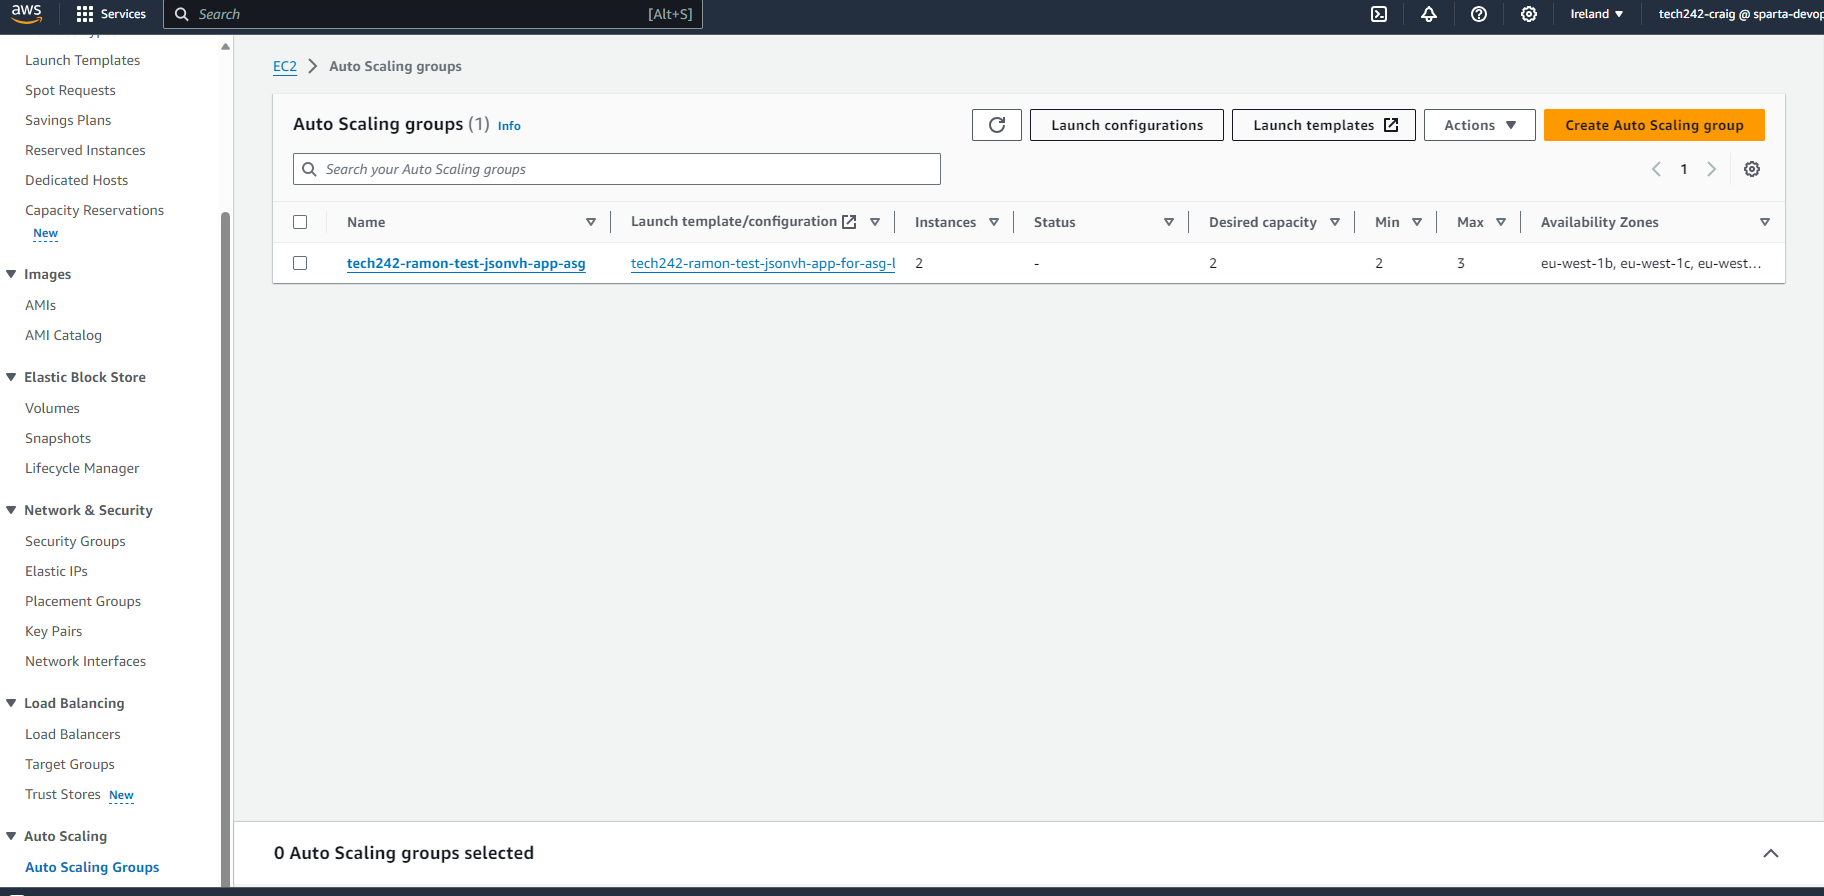 aws
Services
Search
[Alt+S]
Ireland
tech242-craig @ sparta-devop
Launch Templates
Spot Requests
Savings Plans
Reserved Instances
Dedicated Hosts
Capacity Reservations
New
Images
AMIs
AMI Catalog
Elastic Block Store
Volumes
Snapshots
Lifecycle Manager
Network & Security
Security Groups
Elastic IPs
Placement Groups
Key Pairs
Network Interfaces
Load Balancing
Load Balancers
Target Groups
Trust Stores New
Auto Scaling
Auto Scaling Groups
EC2 > Auto Scaling groups
Auto Scaling groups (1) Info
Launch configurations
Launch templates
Actions
Create Auto Scaling group
Search your Auto Scaling groups
1
Name Launch template/configuration Instances Status Desired capacity Min Max Availability Zones
tech242-ramon-test-jsonvh-app-asg tech242-ramon-test-jsonvh-app-for-asg-l 2 - 2 2 3 eu-west-1b, eu-west-1c, eu-west...
0 Auto Scaling groups selected